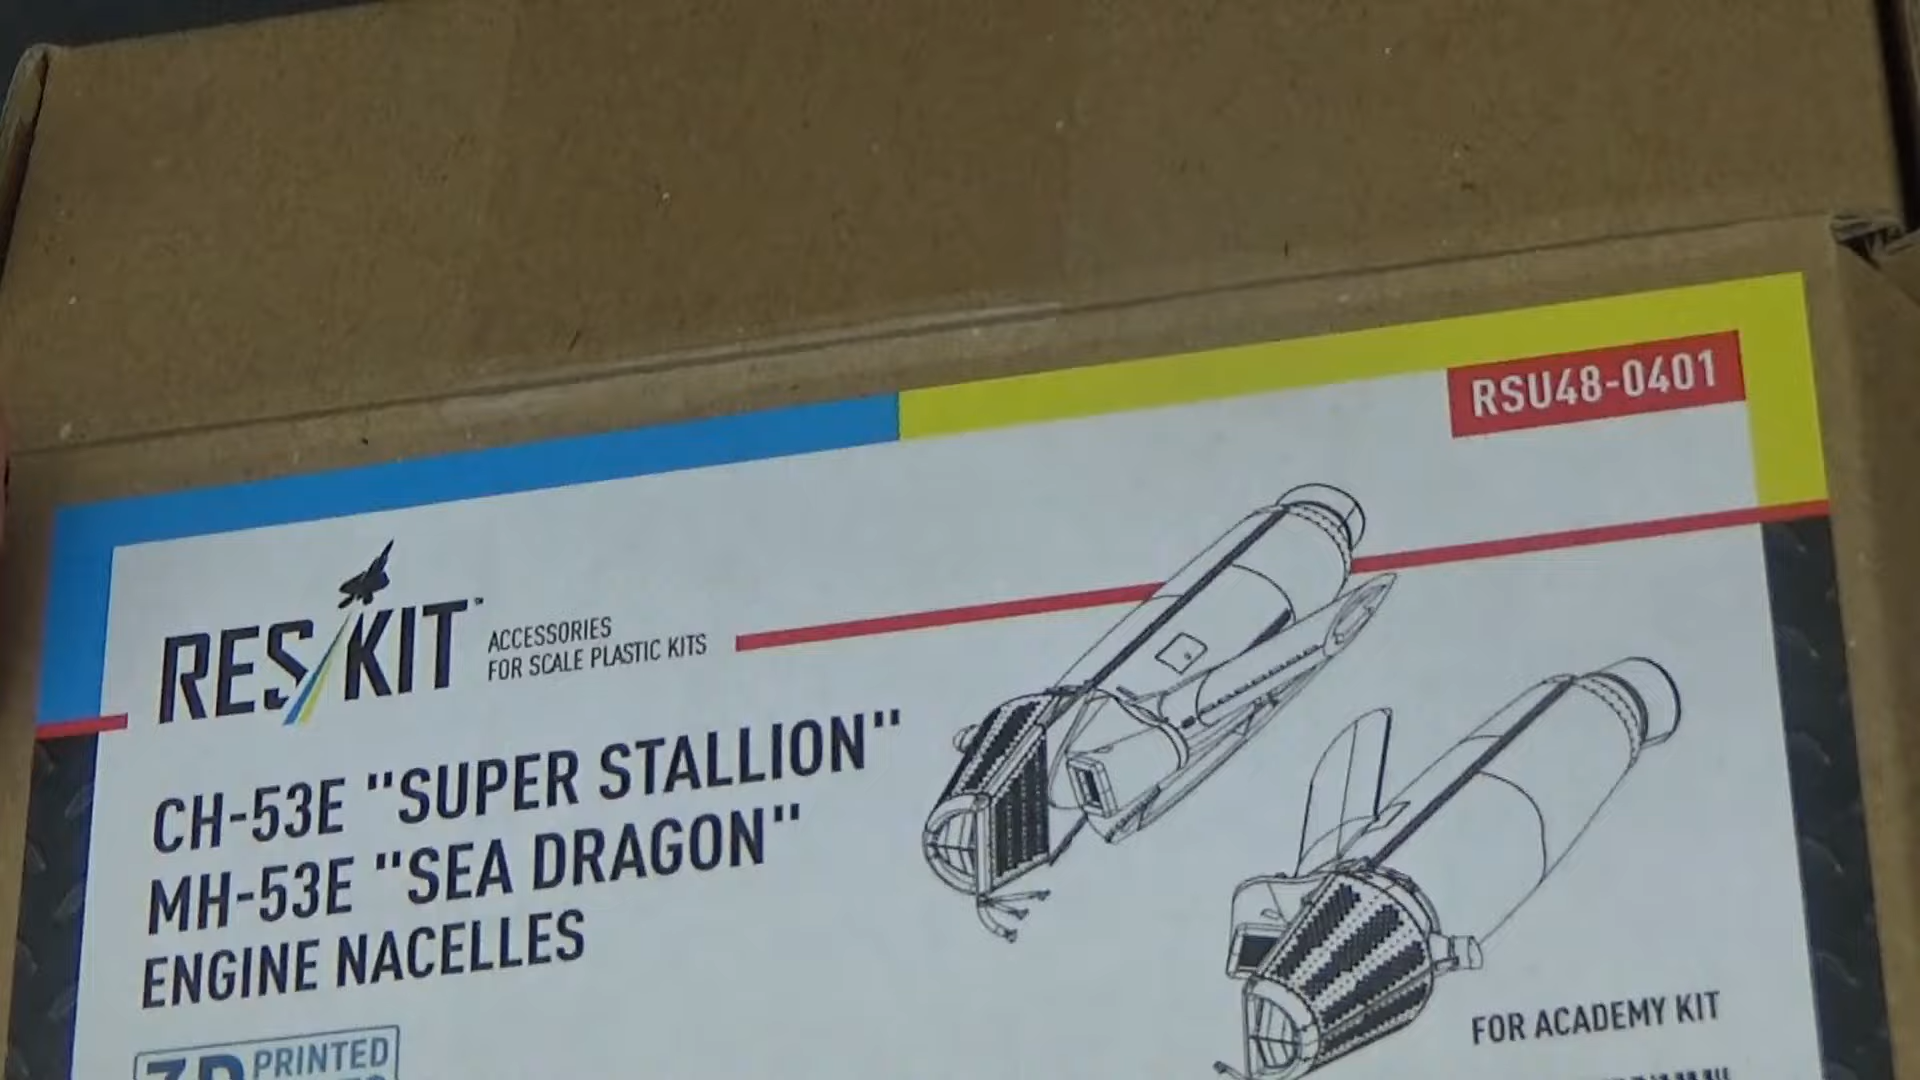 RSU48-0401
RES/KIT™
ACCESSORIES
FOR SCALE PLASTIC KITS
CH-53E "SUPER STALLION"
MH-53E "SEA DRAGON"
ENGINE NACELLES
FOR ACADEMY KIT
3D PRINTED